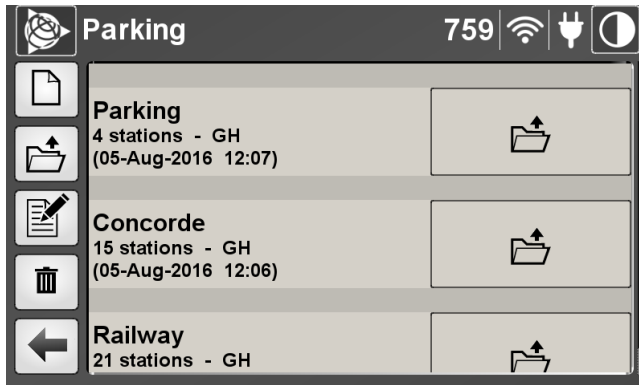 Parking
759
Parking
4 stations - GH
(05-Aug-2016 12:07)
Concorde
15 stations - GH
(05-Aug-2016 12:06)
Railway
21 stations - GH